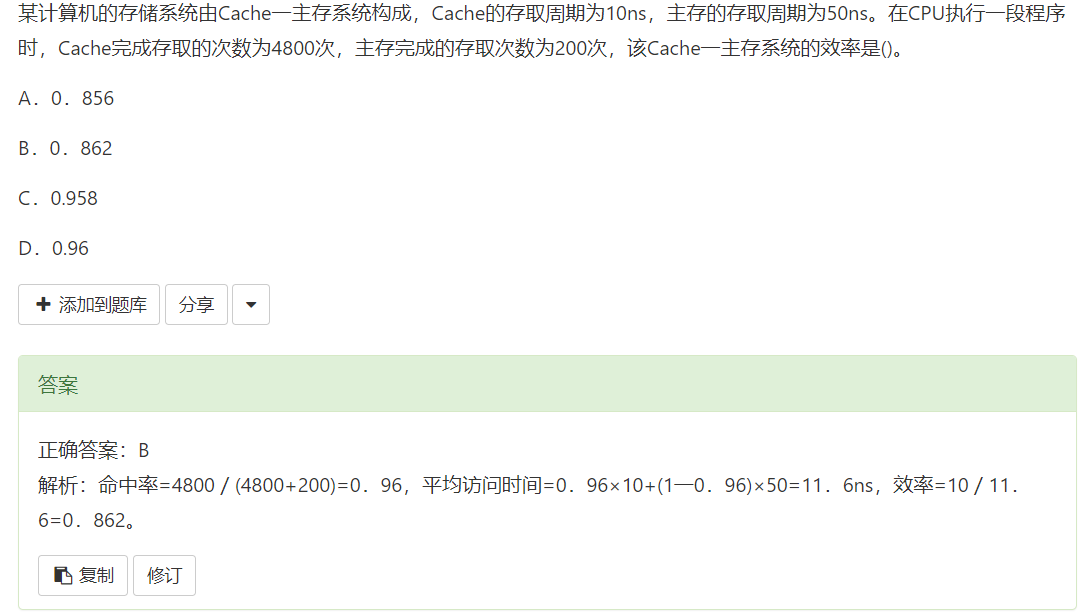 某计算机的存储系统由Cache—主存系统构成，Cache的存取周期为10ns，主存的存取周期为50ns。在CPU执行一段程序
时，Cache完成存取的次数为4800次，主存完成的存取次数为200次，该Cache—主存系统的效率是()。
A．0．856
B．0．862
C．0.958
D．0.96
添加到题库 分享
答案
正确答案：B
解析：命中率=4800／(4800+200)=0．96，平均访问时间=0．96×10+(1—0．96)×50=11．6ns，效率=10／11．
6=0．862。
复制 修订